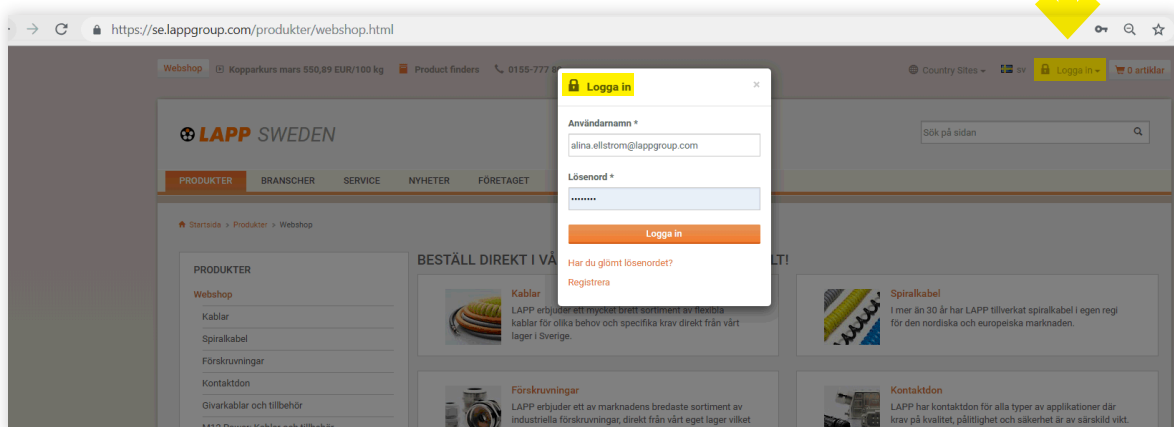 https://se.lappgroup.com/produkter/webshop.html
Webshop Kopparkurs mars 550,89 EUR/100 kg Product finders 0155-777 8
Country Sites sv Logga in 0 artiklar
Logga in ×
Användarnamn *
alina.ellstrom@lappgroup.com
Lösenord *
••••••••
Logga in
Har du glömt lösenordet?
Registrera
LAPP SWEDEN
Sök på sidan
PRODUKTER BRANSCHER SERVICE NYHETER FÖRETAGET
Startsida > Produkter > Webshop
BESTÄLL DIREKT I VÅ LT!
PRODUKTER
Webshop
Kablar
Spiralkabel
Förskruvningar
Kontaktdon
Givarkablar och tillbehör
Kablar
LAPP erbjuder ett mycket brett sortiment av flexibla
kablar för olika behov och specifika krav direkt från vårt
lager i Sverige.
Spiralkabel
I mer än 30 år har LAPP tillverkat spiralkabel i egen regi
för den nordiska och europeiska marknaden.
Förskruvningar
LAPP erbjuder ett av marknadens bredaste sortiment av
industriella förskruvningar, direkt från vårt eget lager vilket
Kontaktdon
LAPP har kontaktdon för alla typer av applikationer där
krav på kvalitet, pålitlighet och säkerhet är av särskild vikt.